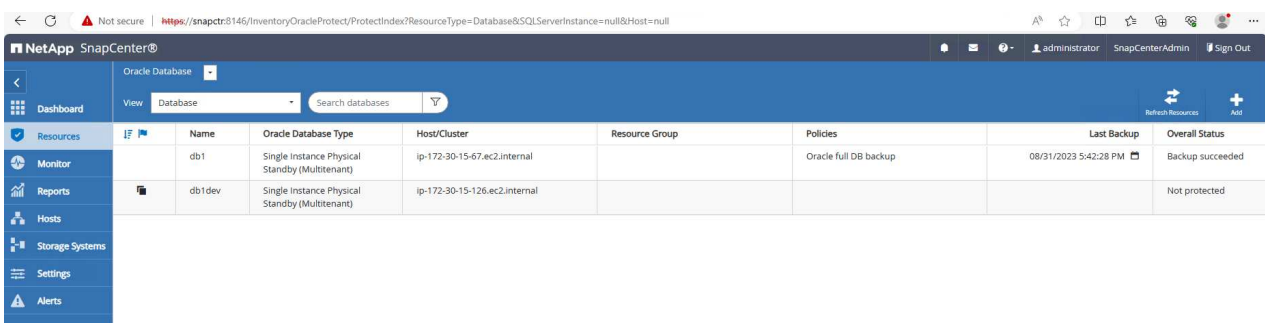 Not secure | https://snapctr:8146/InventoryOracleProtect/ProtectIndex?ResourceType=Database&SQLServerInstance=null&Host=null
NetApp SnapCenter®
administrator SnapCenterAdmin Sign Out
Oracle Database
View Database Search databases
Refresh Resources Add
Dashboard
Resources
Monitor
Reports
Hosts
Storage Systems
Settings
Alerts
Name Oracle Database Type Host/Cluster Resource Group Policies Last Backup Overall Status
db1 Single Instance Physical ip-172-30-15-67.ec2.internal Oracle full DB backup 08/31/2023 5:42:28 PM Backup succeeded
Standby (Multitenant)
db1dev Single Instance Physical ip-172-30-15-126.ec2.internal Not protected
Standby (Multitenant)